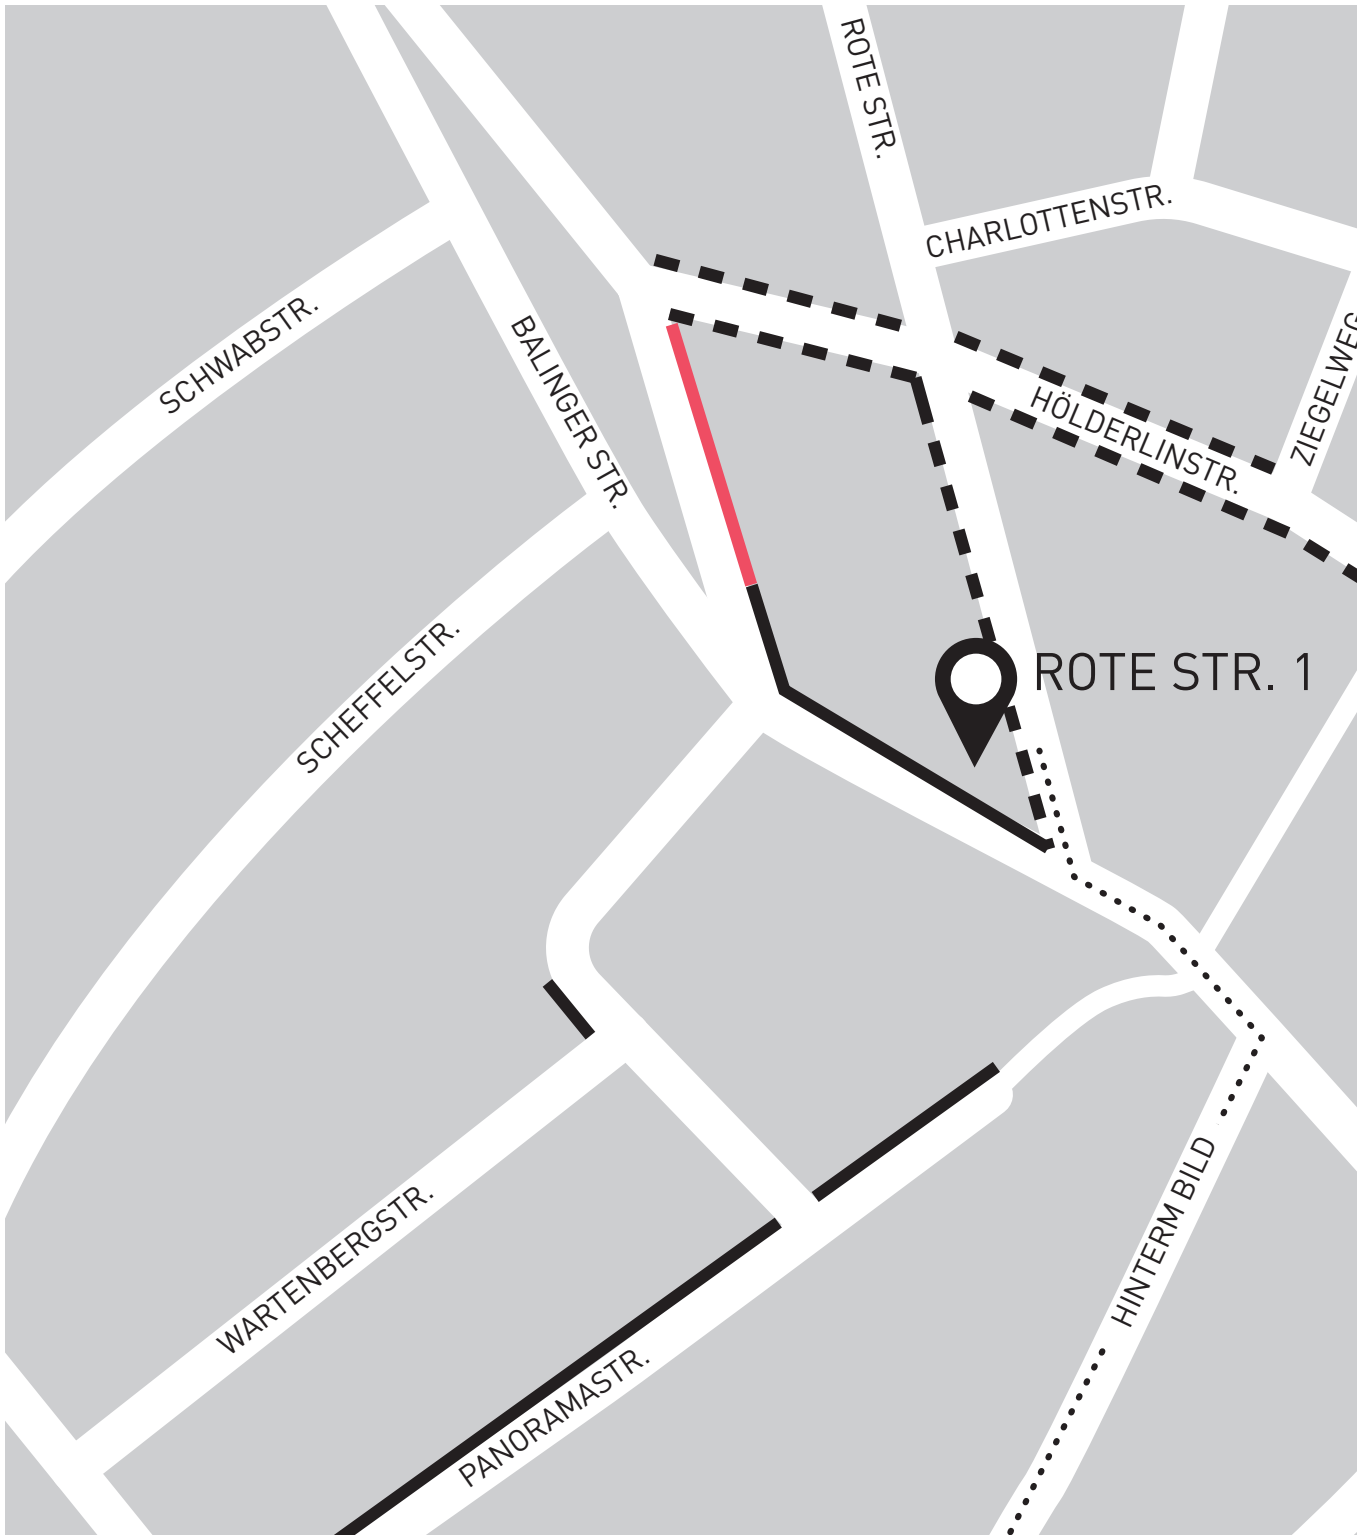 ROTE STR.
CHARLOTTENSTR.
SCHWABSTR.
BALINGER STR.
ZIEGELWEG
HÖLDERLINSTR.
SCHEFFELSTR.
ROTE STR. 1
HINTERM BILD
WARTENBERGSTR.
PANORAMASTR.